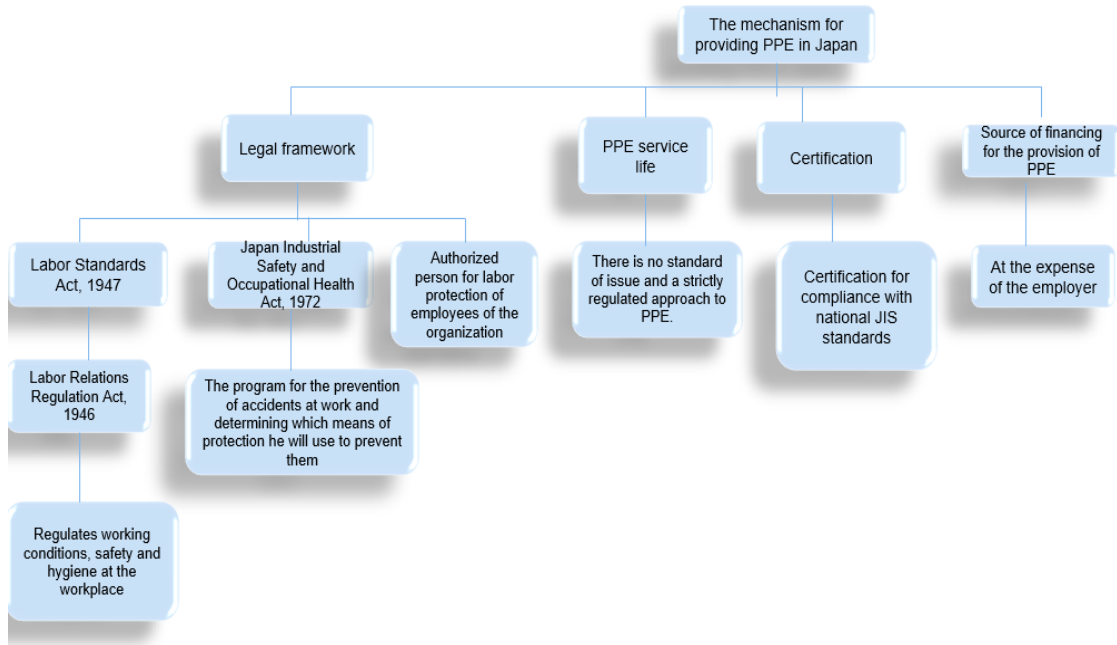 The mechanism for
providing PPE in Japan
Legal framework
PPE service
life
Certification
Source of financing
for the provision of
PPE
Labor Standards
Act, 1947
Japan Industrial
Safety and
Occupational Health
Act, 1972
Authorized
person for labor
protection of
employees of the
organization
There is no standard
of issue and a strictly
regulated approach to
PPE.
Certification for
compliance with
national JIS
standards
At the expense
of the employer
Labor Relations
Regulation Act,
1946
The program for the prevention
of accidents at work and
determining which means of
protection he will use to prevent
them
Regulates working
conditions, safety and
hygiene at the
workplace